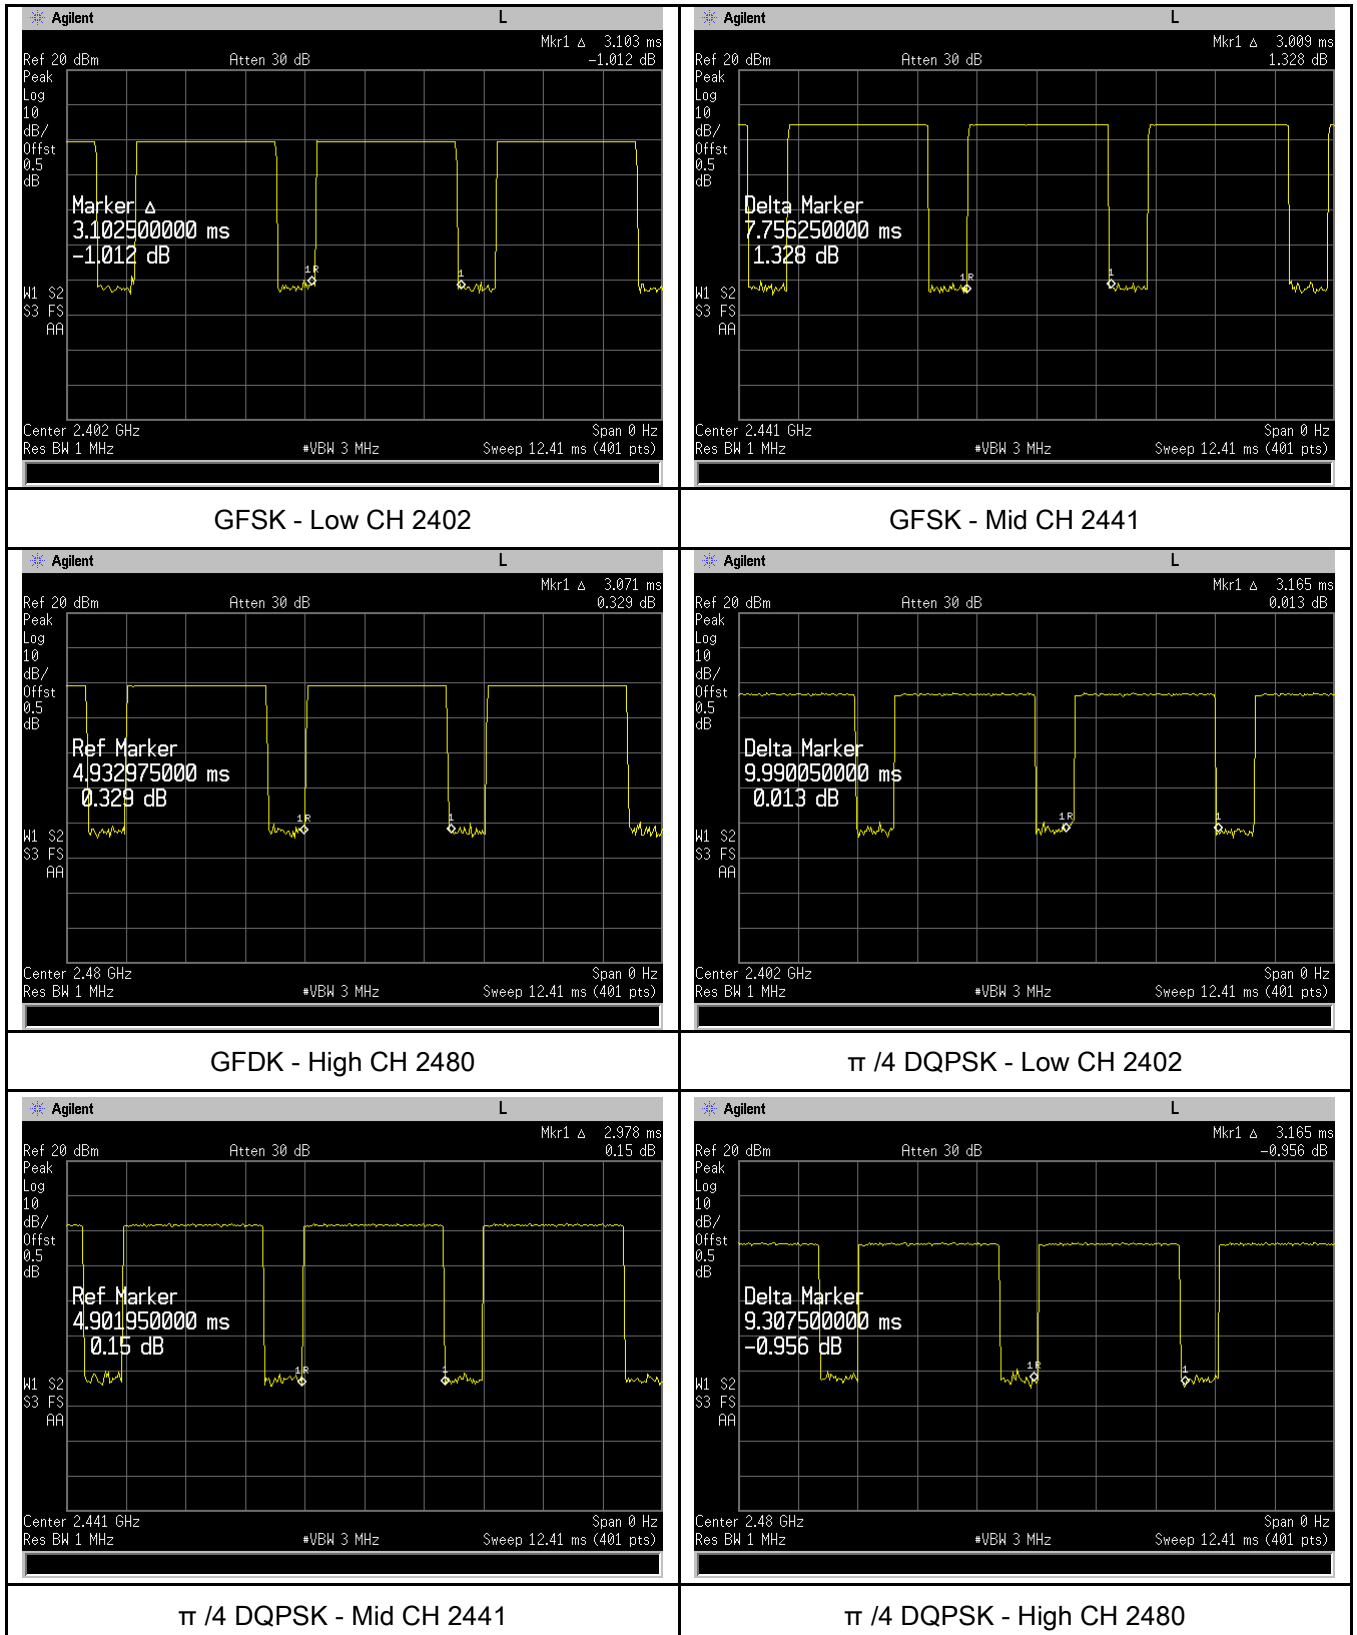 Agilent L
Mkr1 Δ 3.103 ms
Ref 20 dBm Atten 30 dB -1.012 dB
Peak
Log
10
dB/
Offst
0.5
dB
Marker Δ
3.102500000 ms
-1.012 dB
1R
1
W1 S2
S3 FS
AA
Center 2.402 GHz Span 0 Hz
Res BW 1 MHz #VBW 3 MHz Sweep 12.41 ms (401 pts)
GFSK - Low CH 2402
Agilent L
Mkr1 Δ 3.009 ms
Ref 20 dBm Atten 30 dB 1.328 dB
Peak
Log
10
dB/
Offst
0.5
dB
Delta Marker
7.756250000 ms
1.328 dB
1R
1
W1 S2
S3 FS
AA
Center 2.441 GHz Span 0 Hz
Res BW 1 MHz #VBW 3 MHz Sweep 12.41 ms (401 pts)
GFSK - Mid CH 2441
Agilent L
Mkr1 Δ 3.071 ms
Ref 20 dBm Atten 30 dB 0.329 dB
Peak
Log
10
dB/
Offst
0.5
dB
Ref Marker
4.932975000 ms
0.329 dB
1R
1
W1 S2
S3 FS
AA
Center 2.48 GHz Span 0 Hz
Res BW 1 MHz #VBW 3 MHz Sweep 12.41 ms (401 pts)
GFDK - High CH 2480
Agilent L
Mkr1 Δ 3.165 ms
Ref 20 dBm Atten 30 dB 0.013 dB
Peak
Log
10
dB/
Offst
0.5
dB
Delta Marker
9.990050000 ms
0.013 dB
1R
1
W1 S2
S3 FS
AA
Center 2.402 GHz Span 0 Hz
Res BW 1 MHz #VBW 3 MHz Sweep 12.41 ms (401 pts)
π /4 DQPSK - Low CH 2402
Agilent L
Mkr1 Δ 2.978 ms
Ref 20 dBm Atten 30 dB 0.15 dB
Peak
Log
10
dB/
Offst
0.5
dB
Ref Marker
4.901950000 ms
0.15 dB
1R
1
W1 S2
S3 FS
AA
Center 2.441 GHz Span 0 Hz
Res BW 1 MHz #VBW 3 MHz Sweep 12.41 ms (401 pts)
π /4 DQPSK - Mid CH 2441
Agilent L
Mkr1 Δ 3.165 ms
Ref 20 dBm Atten 30 dB -0.956 dB
Peak
Log
10
dB/
Offst
0.5
dB
Delta Marker
9.307500000 ms
-0.956 dB
1R
1
W1 S2
S3 FS
AA
Center 2.48 GHz Span 0 Hz
Res BW 1 MHz #VBW 3 MHz Sweep 12.41 ms (401 pts)
π /4 DQPSK - High CH 2480